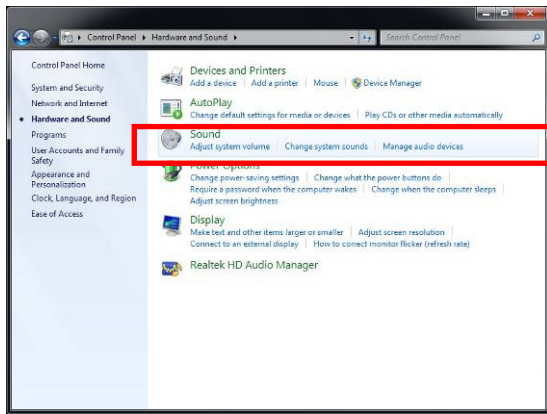 Control Panel ▸ Hardware and Sound ▸
Search Control Panel
Control Panel Home
System and Security
Network and Internet
Hardware and Sound
Programs
User Accounts and Family
Safety
Appearance and
Personalization
Clock, Language, and Region
Ease of Access
Devices and Printers
Add a device | Add a printer | Mouse | Device Manager
AutoPlay
Change default settings for media or devices | Play CDs or other media automatically
Sound
Adjust system volume | Change system sounds | Manage audio devices
Power Options
Change power-saving settings | Change what the power buttons do |
Require a password when the computer wakes | Change when the computer sleeps |
Adjust screen brightness
Display
Make text and other items larger or smaller | Adjust screen resolution |
Connect to an external display | How to correct monitor flicker (refresh rate)
Realtek HD Audio Manager